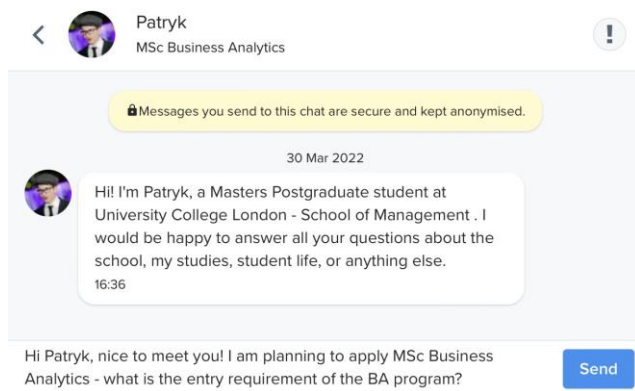 Patryk
MSc Business Analytics
!
Messages you send to this chat are secure and kept anonymised.
30 Mar 2022
Hi! I'm Patryk, a Masters Postgraduate student at
University College London - School of Management . I
would be happy to answer all your questions about the
school, my studies, student life, or anything else.
16:36
Hi Patryk, nice to meet you! I am planning to apply MSc Business
Analytics - what is the entry requirement of the BA program?
Send